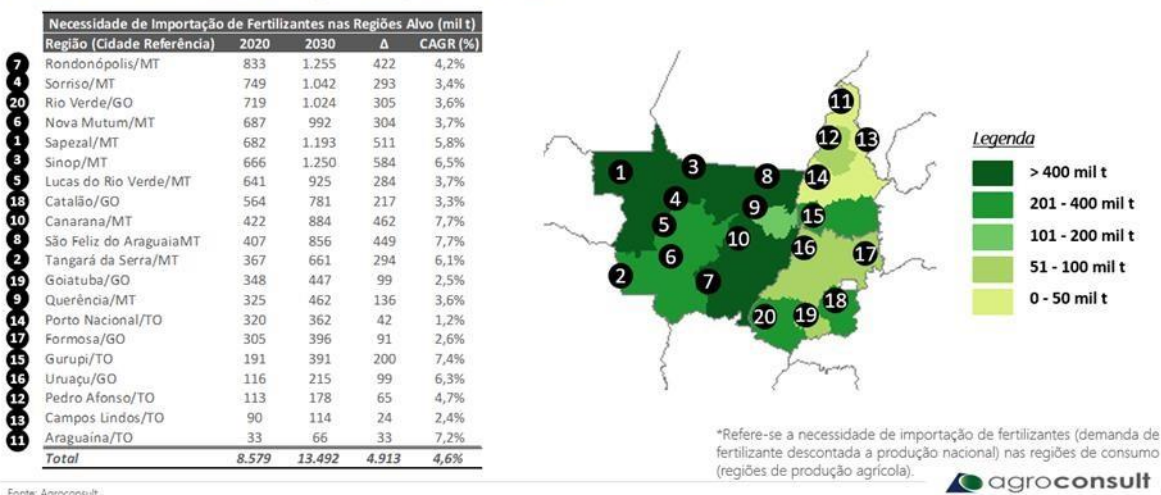 Necessidade de Importação de Fertilizantes nas Regiões Alvo (mil t)
Região (Cidade Referência) 2020 2030 Δ CAGR (%)
7 Rondonópolis/MT 833 1.255 422 4,2%
4 Sorriso/MT 749 1.042 293 3,4%
20 Rio Verde/GO 719 1.024 305 3,6%
6 Nova Mutum/MT 687 992 304 3,7%
1 Sapezal/MT 682 1.193 511 5,8%
3 Sinop/MT 666 1.250 584 6,5%
5 Lucas do Rio Verde/MT 641 925 284 3,7%
18 Catalão/GO 564 781 217 3,3%
10 Canarana/MT 422 884 462 7,7%
8 São Feliz do AraguaiaMT 407 856 449 7,7%
2 Tangará da Serra/MT 367 661 294 6,1%
19 Goiatuba/GO 348 447 99 2,5%
9 Querência/MT 325 462 136 3,6%
14 Porto Nacional/TO 320 362 42 1,2%
17 Formosa/GO 305 396 91 2,6%
15 Gurupi/TO 191 391 200 7,4%
16 Uruaçu/GO 116 215 99 6,3%
12 Pedro Afonso/TO 113 178 65 4,7%
13 Campos Lindos/TO 90 114 24 2,4%
11 Araguaína/TO 33 66 33 7,2%
Total 8.579 13.492 4.913 4,6%
Fonte: Agroconsult
11
12 13
1 3 8 14
4 9 15
5 10 16 17
6
2 7 18
20 19
Legenda
> 400 mil t
201 - 400 mil t
101 - 200 mil t
51 - 100 mil t
0 - 50 mil t
*Refere-se a necessidade de importação de fertilizantes (demanda de
fertilizante descontada a produção nacional) nas regiões de consumo
(regiões de produção agrícola).
agroconsult